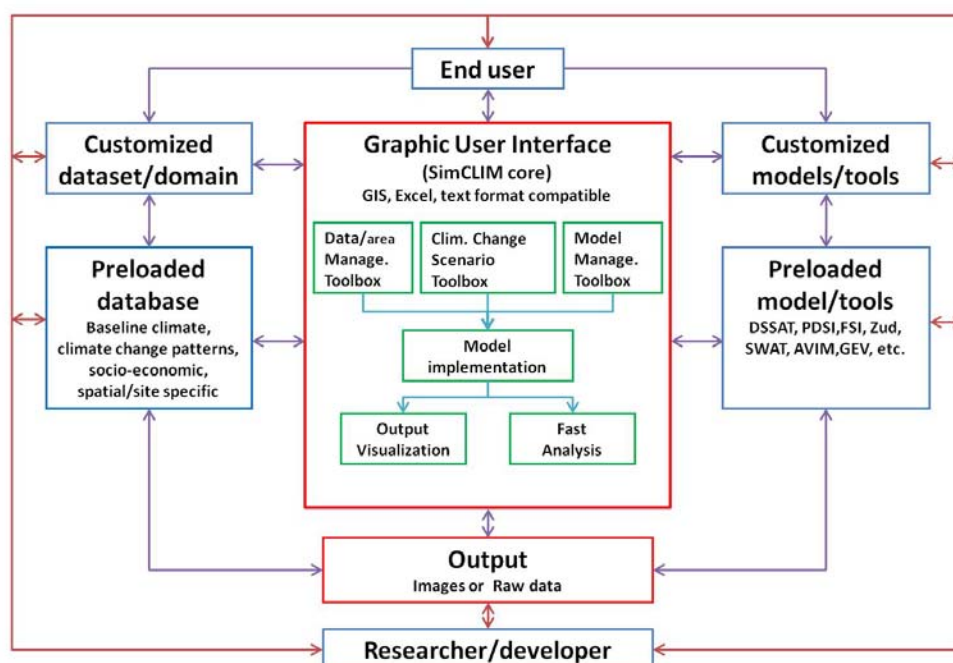 End user
Customized
dataset/domain
Graphic User Interface
(SimCLIM core)
GIS, Excel, text format compatible
Customized
models/tools
Data/area
Manage.
Toolbox
Clim. Change
Scenario
Toolbox
Model
Manage.
Toolbox
Preloaded
database
Baseline climate,
climate change patterns,
socio-economic,
spatial/site specific
Preloaded
model/tools
DSSAT, PDSI,FSI, Zud,
SWAT, AVIM,GEV, etc.
Model
implementation
Output
Visualization
Fast
Analysis
Output
Images or Raw data
Researcher/developer